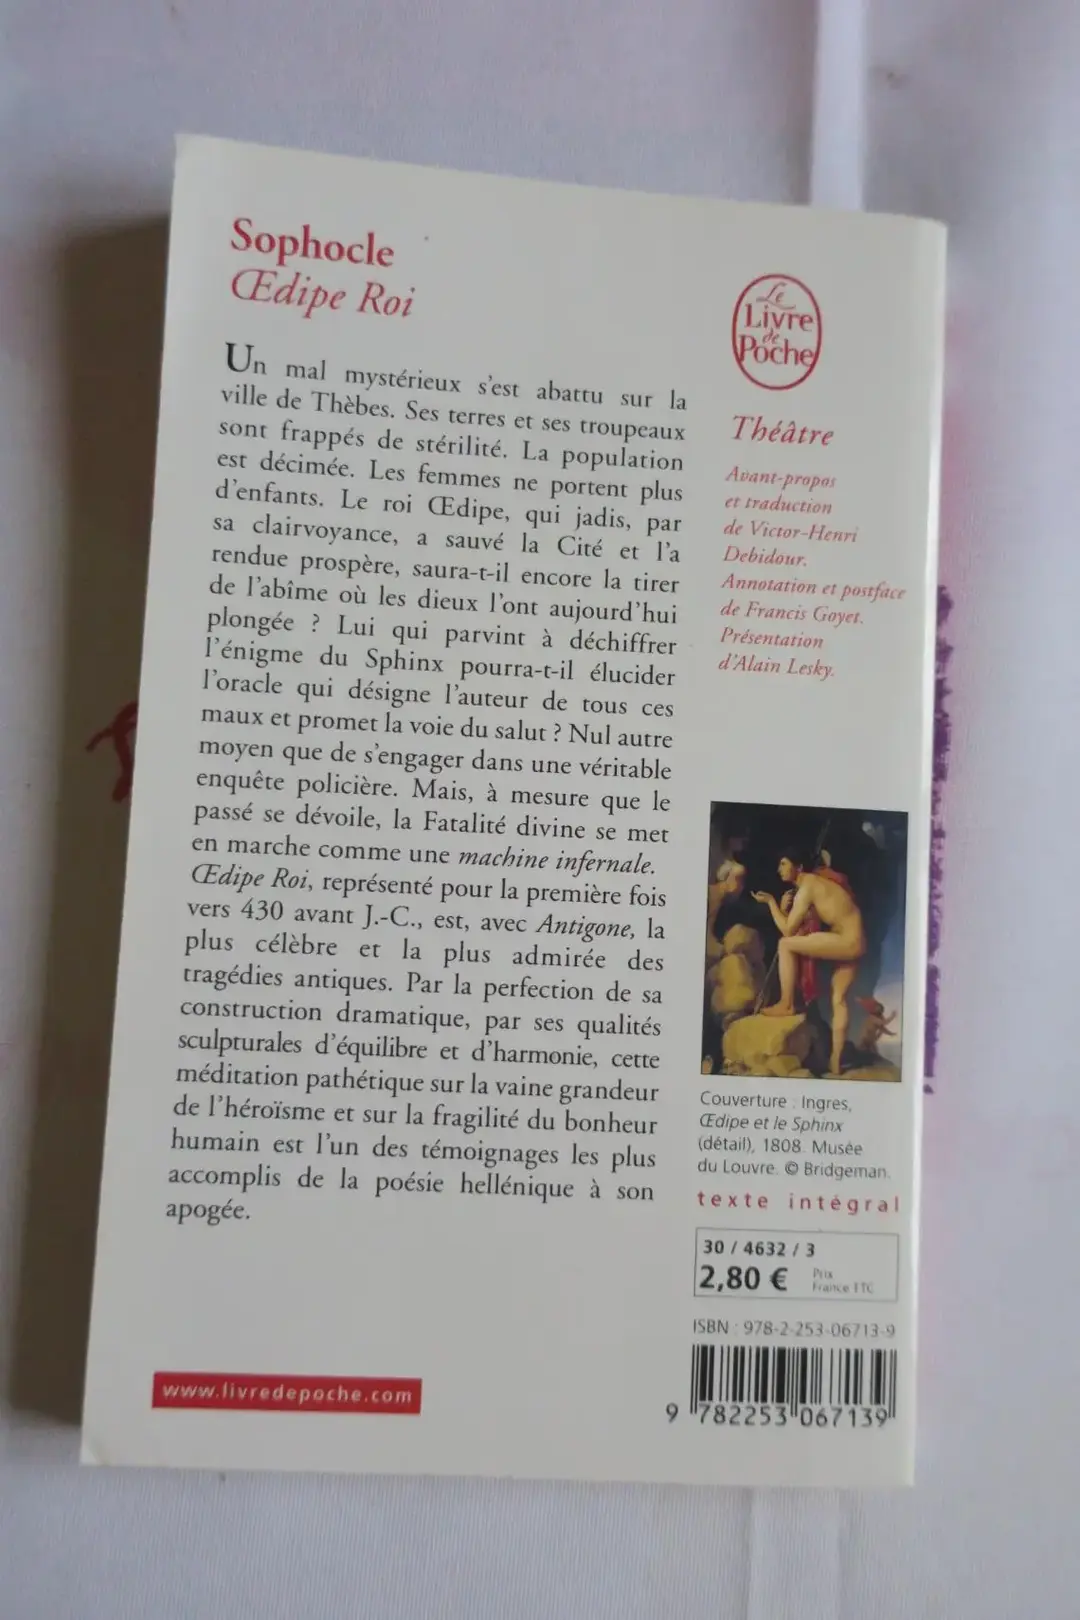 Sophocle
Œdipe Roi
Un mal mystérieux s'est abattu sur la
ville de Thèbes. Ses terres et ses troupeaux
sont frappés de stérilité. La population
est décimée. Les femmes ne portent plus
d'enfants. Le roi Œdipe, qui jadis, par
sa clairvoyance, a sauvé la Cité et l'a
rendue prospère, saura-t-il encore la tirer
de l'abîme où les dieux l'ont aujourd'hui
plongée ? Lui qui parvint à déchiffrer
l'énigme du Sphinx pourra-t-il élucider
l'oracle qui désigne l'auteur de tous ces
maux et promet la voie du salut ? Nul autre
moyen que de s'engager dans une véritable
enquête policière. Mais, à mesure que le
passé se dévoile, la Fatalité divine se met
en marche comme une machine infernale.
Œdipe Roi, représenté pour la première fois
vers 430 avant J.-C., est, avec Antigone, la
plus célèbre et la plus admirée des
tragédies antiques. Par la perfection de sa
construction dramatique, par ses qualités
sculpturales d'équilibre et d'harmonie, cette
méditation pathétique sur la vaine grandeur
de l'héroïsme et sur la fragilité du bonheur
humain est l'un des témoignages les plus
accomplis de la poésie hellénique à son
apogée.
www.livredepoche.com
Le
Livre
de
Poche
Théâtre
Avant-propos
et traduction
de Victor-Henri
Debidour.
Annotation et postface
de Francis Goyet.
Présentation
d'Alain Lesky.
Couverture : Ingres,
Œdipe et le Sphinx
(détail), 1808. Musée
du Louvre. © Bridgeman.
texte intégral
30 / 4632 / 3
2,80 € Prix
France TTC
ISBN : 978-2-253-06713-9
9 782253 067139